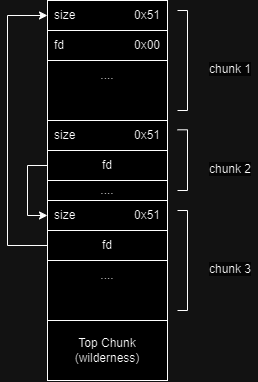 size 0x51
fd 0x00
....
chunk 1
size 0x51
fd
chunk 2
....
size 0x51
fd
chunk 3
....
Top Chunk
(wilderness)